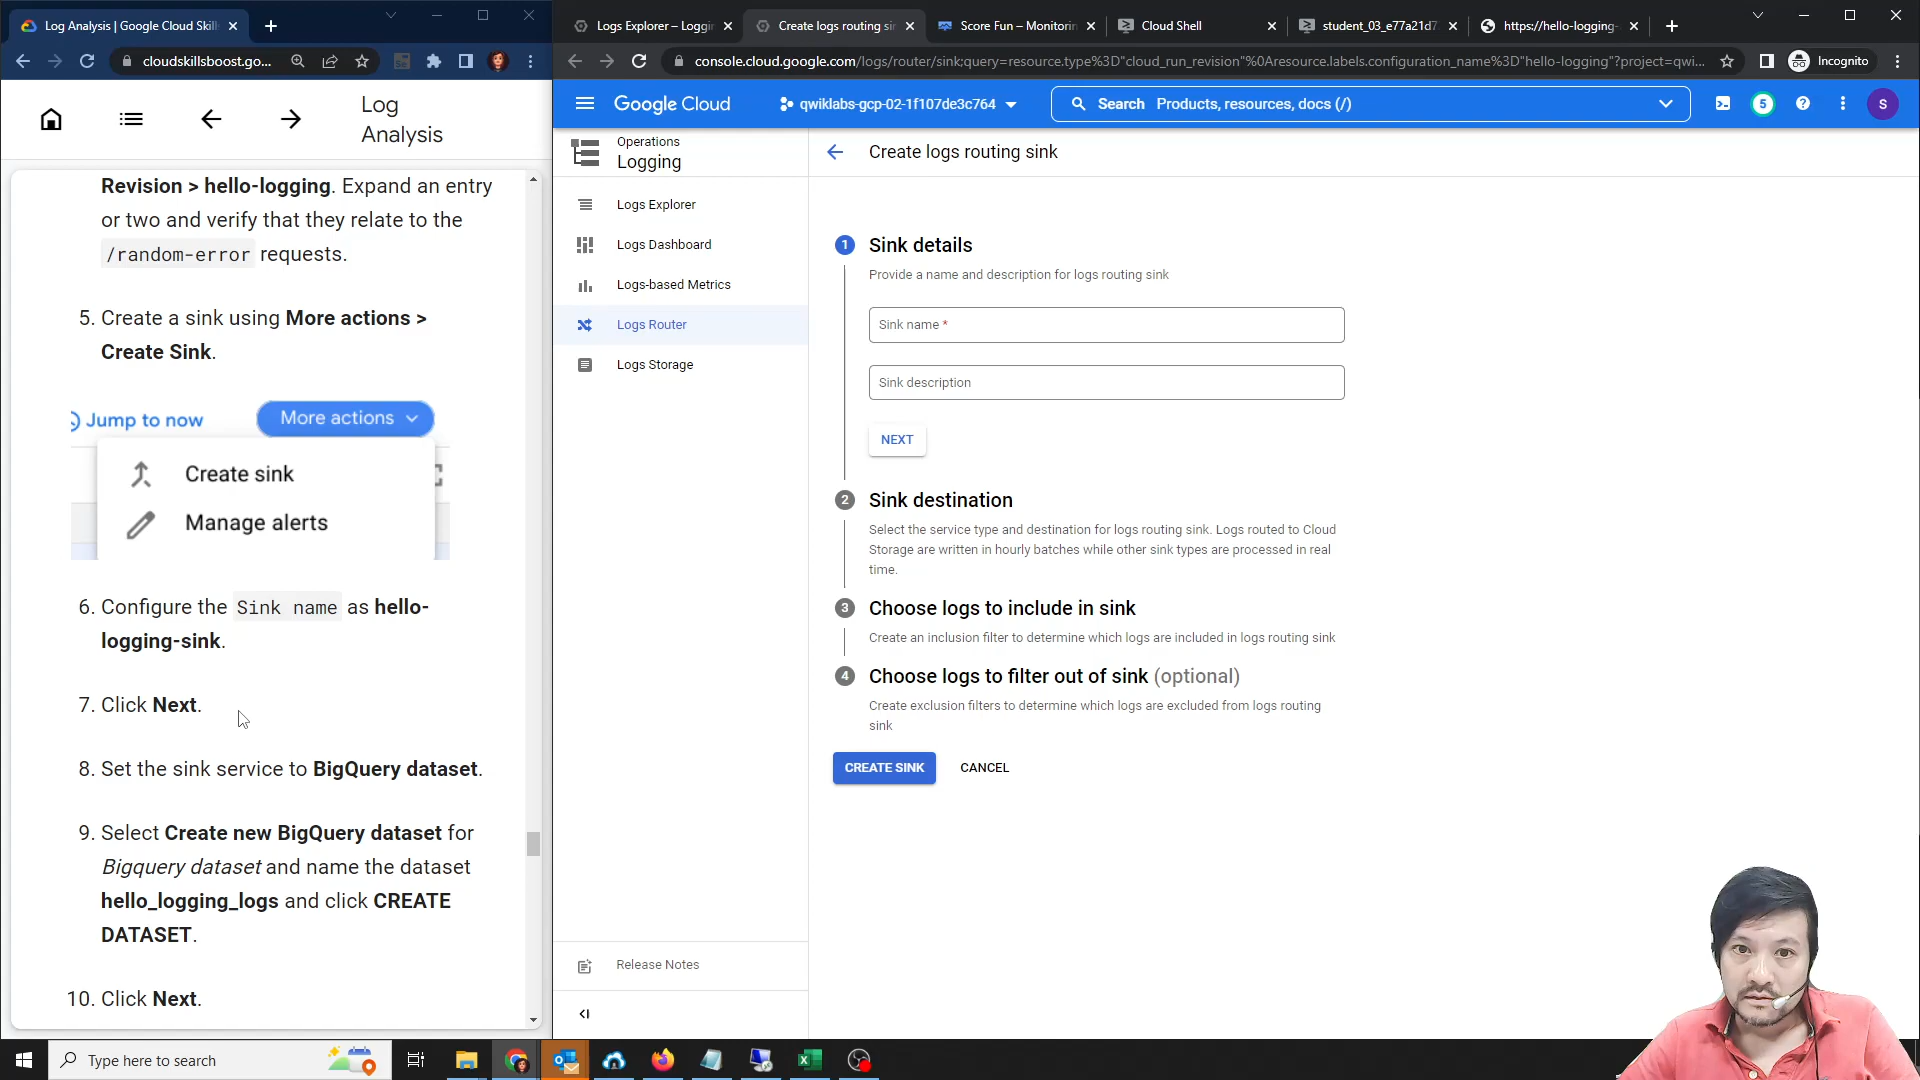 Log Analysis | Google Cloud Skill
cloudskillsboost.go...
Log
Analysis
Revision > hello-logging. Expand an entry
or two and verify that they relate to the
/random-error requests.
5. Create a sink using More actions >
Create Sink.
Jump to now
More actions
Create sink
Manage alerts
6. Configure the Sink name as hello-
logging-sink.
7. Click Next.
8. Set the sink service to BigQuery dataset.
9. Select Create new BigQuery dataset for
Bigquery dataset and name the dataset
hello_logging_logs and click CREATE
DATASET.
10. Click Next.
Logs Explorer – Loggin
Create logs routing sin
Score Fun – Monitorin
Cloud Shell
student_03_e77a21d7
https://hello-logging-
console.cloud.google.com/logs/router/sink;query=resource.type%3D"cloud_run_revision"%0Aresource.labels.configuration_name%3D"hello-logging"?project=qwi...
Incognito
Google Cloud
qwiklabs-gcp-02-1f107de3c764
Search Products, resources, docs (/)
5
S
Operations
Logging
Logs Explorer
Logs Dashboard
Logs-based Metrics
Logs Router
Logs Storage
Release Notes
Create logs routing sink
1 Sink details
Provide a name and description for logs routing sink
Sink name *
Sink description
NEXT
2 Sink destination
Select the service type and destination for logs routing sink. Logs routed to Cloud
Storage are written in hourly batches while other sink types are processed in real
time.
3 Choose logs to include in sink
Create an inclusion filter to determine which logs are included in logs routing sink
4 Choose logs to filter out of sink (optional)
Create exclusion filters to determine which logs are excluded from logs routing
sink
CREATE SINK
CANCEL
Type here to search